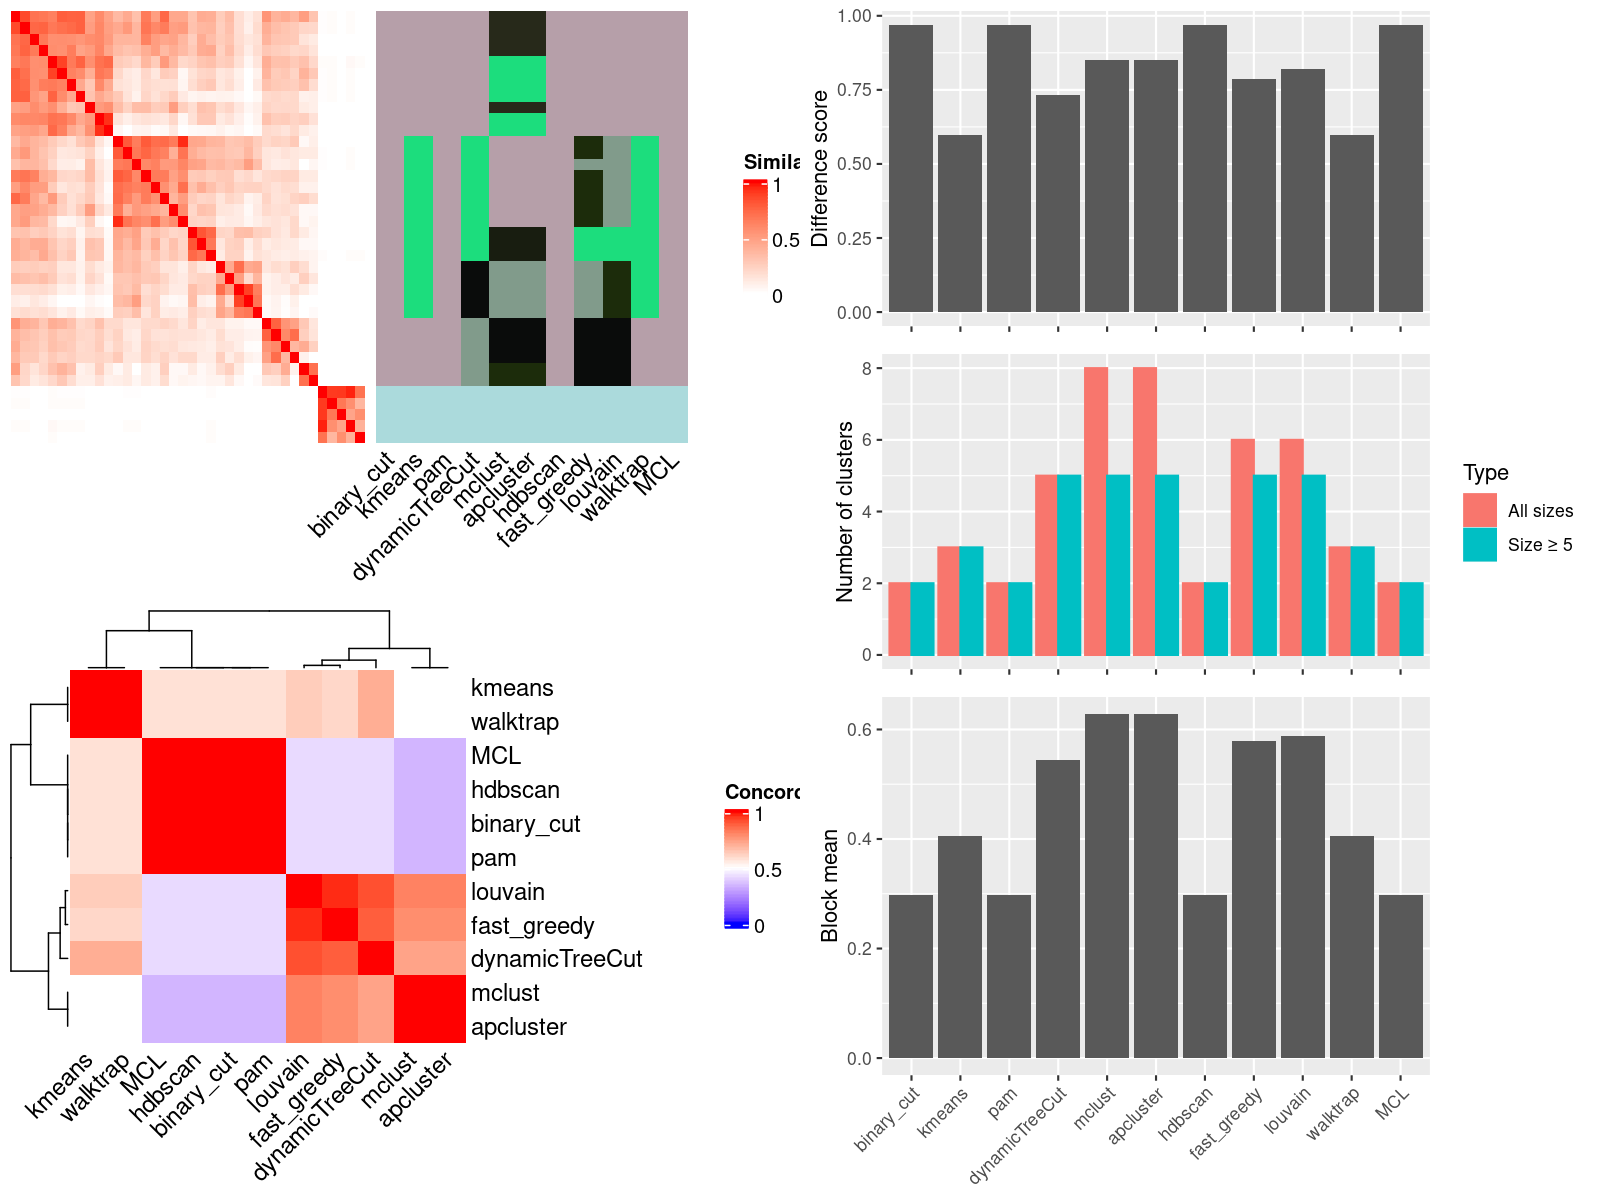 Simila
1
0.5
0
binary_cut
kmeans
pam
dynamicTreeCut
mclust
apcluster
hdbscan
fast_greedy
louvain
walktrap
MCL
kmeans
walktrap
MCL
hdbscan
binary_cut
pam
louvain
fast_greedy
dynamicTreeCut
mclust
apcluster
Concord
1
0.5
0
kmeans
walktrap
MCL
hdbscan
binary_cut
pam
louvain
fast_greedy
dynamicTreeCut
mclust
apcluster
Difference score
1.00
0.75
0.50
0.25
0.00
Number of clusters
8
6
4
2
0
Type
All sizes
Size ≥ 5
Block mean
0.6
0.4
0.2
0.0
binary_cut
kmeans
pam
dynamicTreeCut
mclust
apcluster
hdbscan
fast_greedy
louvain
walktrap
MCL